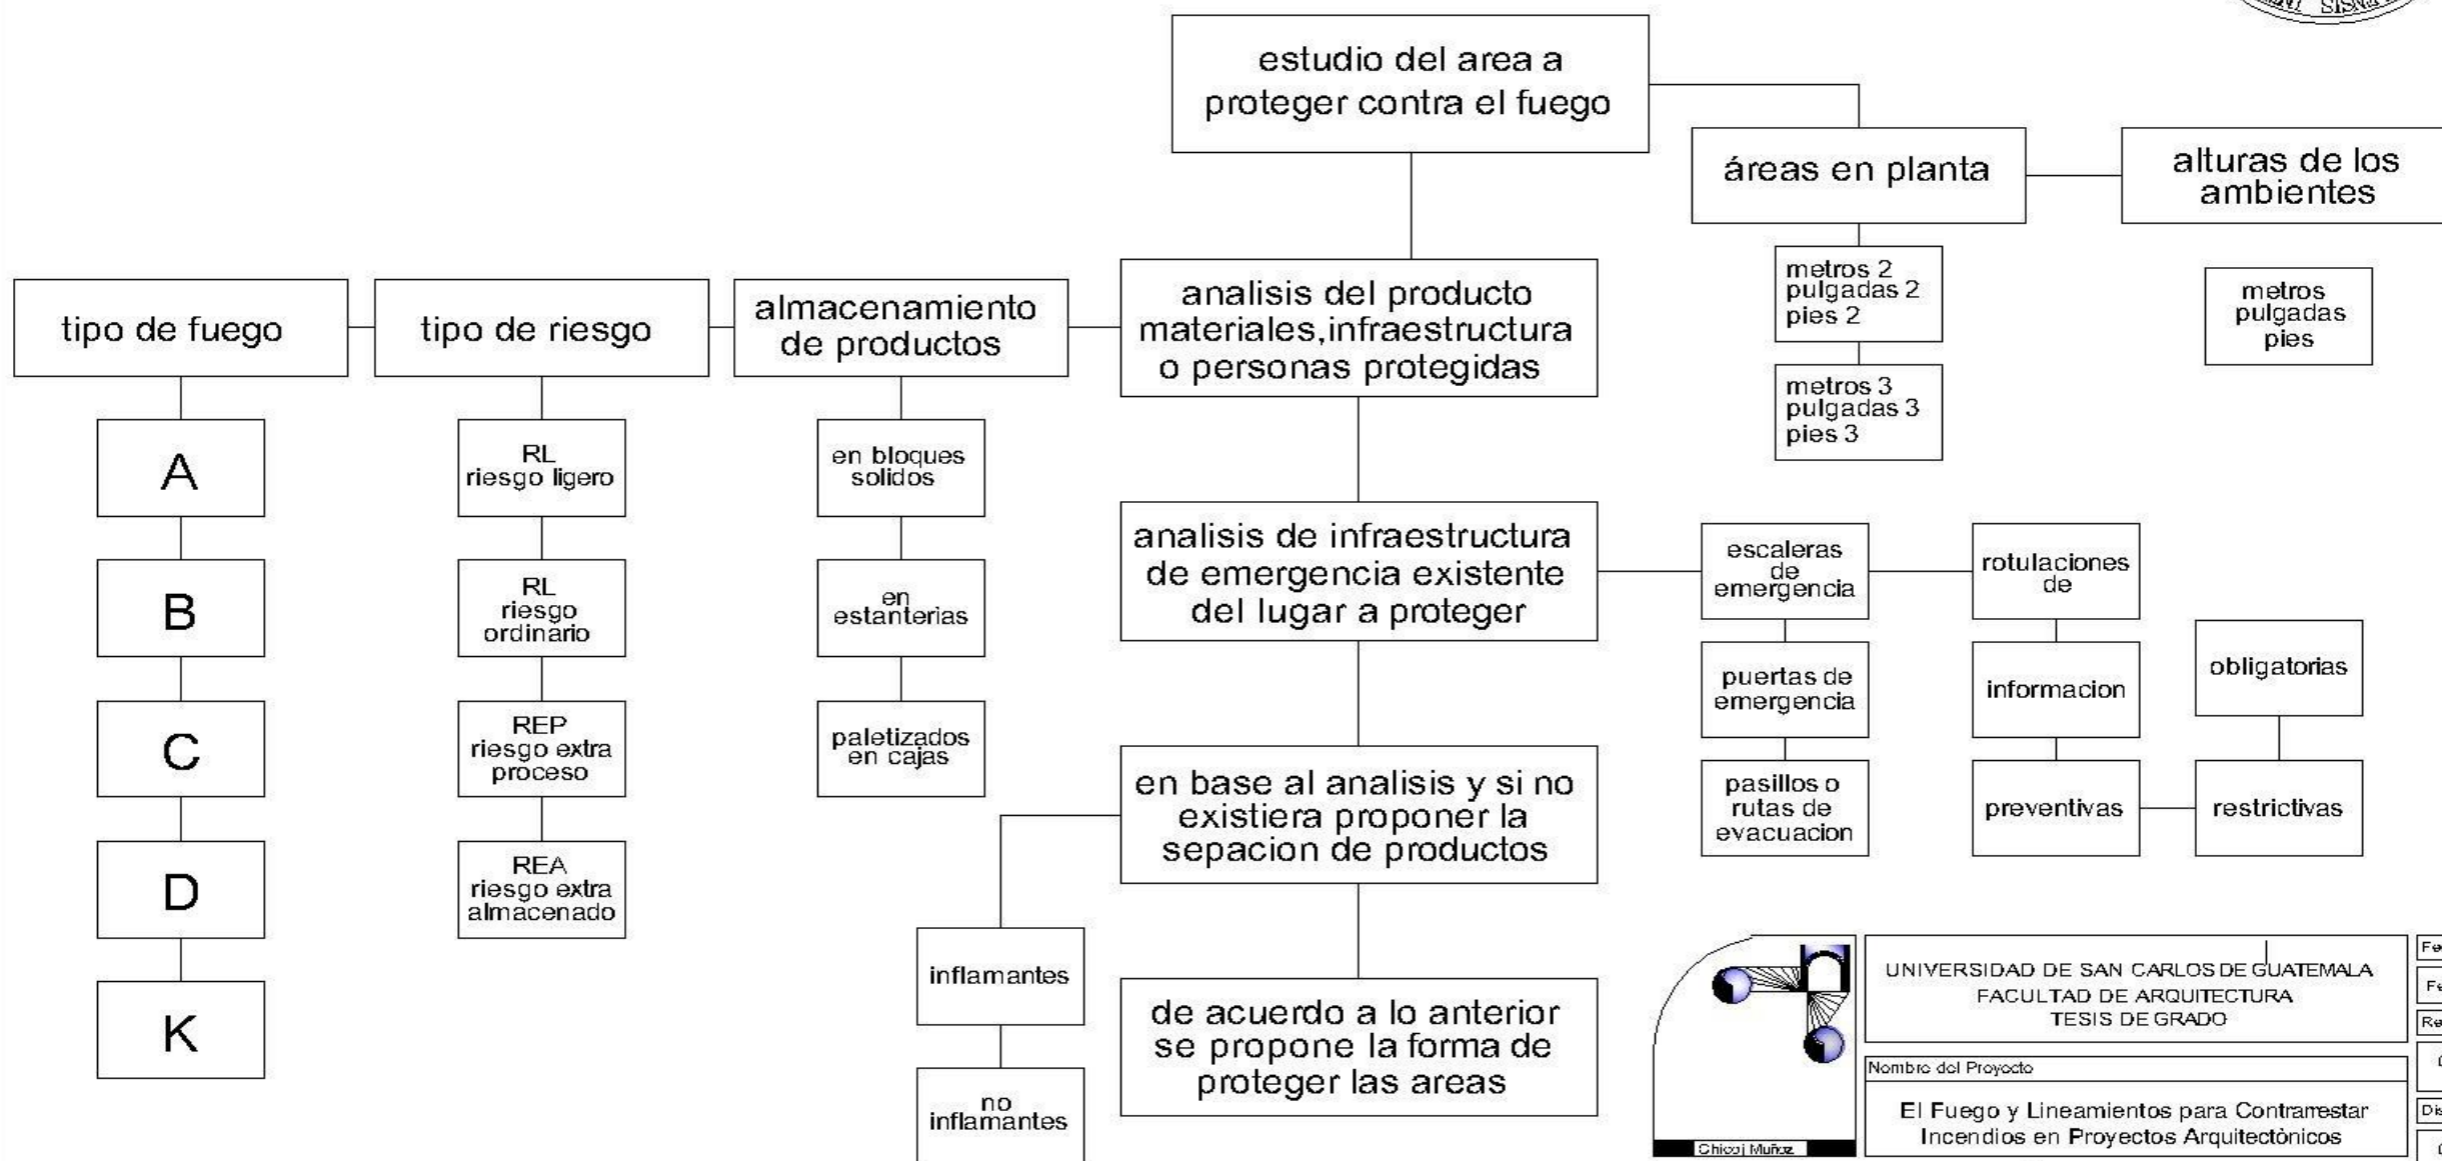 estudio del area a
proteger contra el fuego
áreas en planta
alturas de los
ambientes
metros 2
pulgadas 2
pies 2
metros 3
pulgadas 3
pies 3
metros
pulgadas
pies
tipo de fuego
tipo de riesgo
almacenamiento
de productos
analisis del producto
materiales,infraestructura
o personas protegidas
A
B
C
D
K
RL
riesgo ligero
RL
riesgo
ordinario
REP
riesgo extra
proceso
REA
riesgo extra
almacenado
en bloques
solidos
en
estanterias
paletizados
en cajas
analisis de infraestructura
de emergencia existente
del lugar a proteger
escaleras
de
emergencia
puertas de
emergencia
pasillos o
rutas de
evacuacion
rotulaciones
de
informacion
preventivas
obligatorias
restrictivas
en base al analisis y si no
existiera proponer la
sepacion de productos
inflamantes
no
inflamantes
de acuerdo a lo anterior
se propone la forma de
proteger las areas
Chicoj Muñoz
UNIVERSIDAD DE SAN CARLOS DE GUATEMALA
FACULTAD DE ARQUITECTURA
TESIS DE GRADO
Nombre del Proyecto
El Fuego y Lineamientos para Contrarrestar
Incendios en Proyectos Arquitectònicos